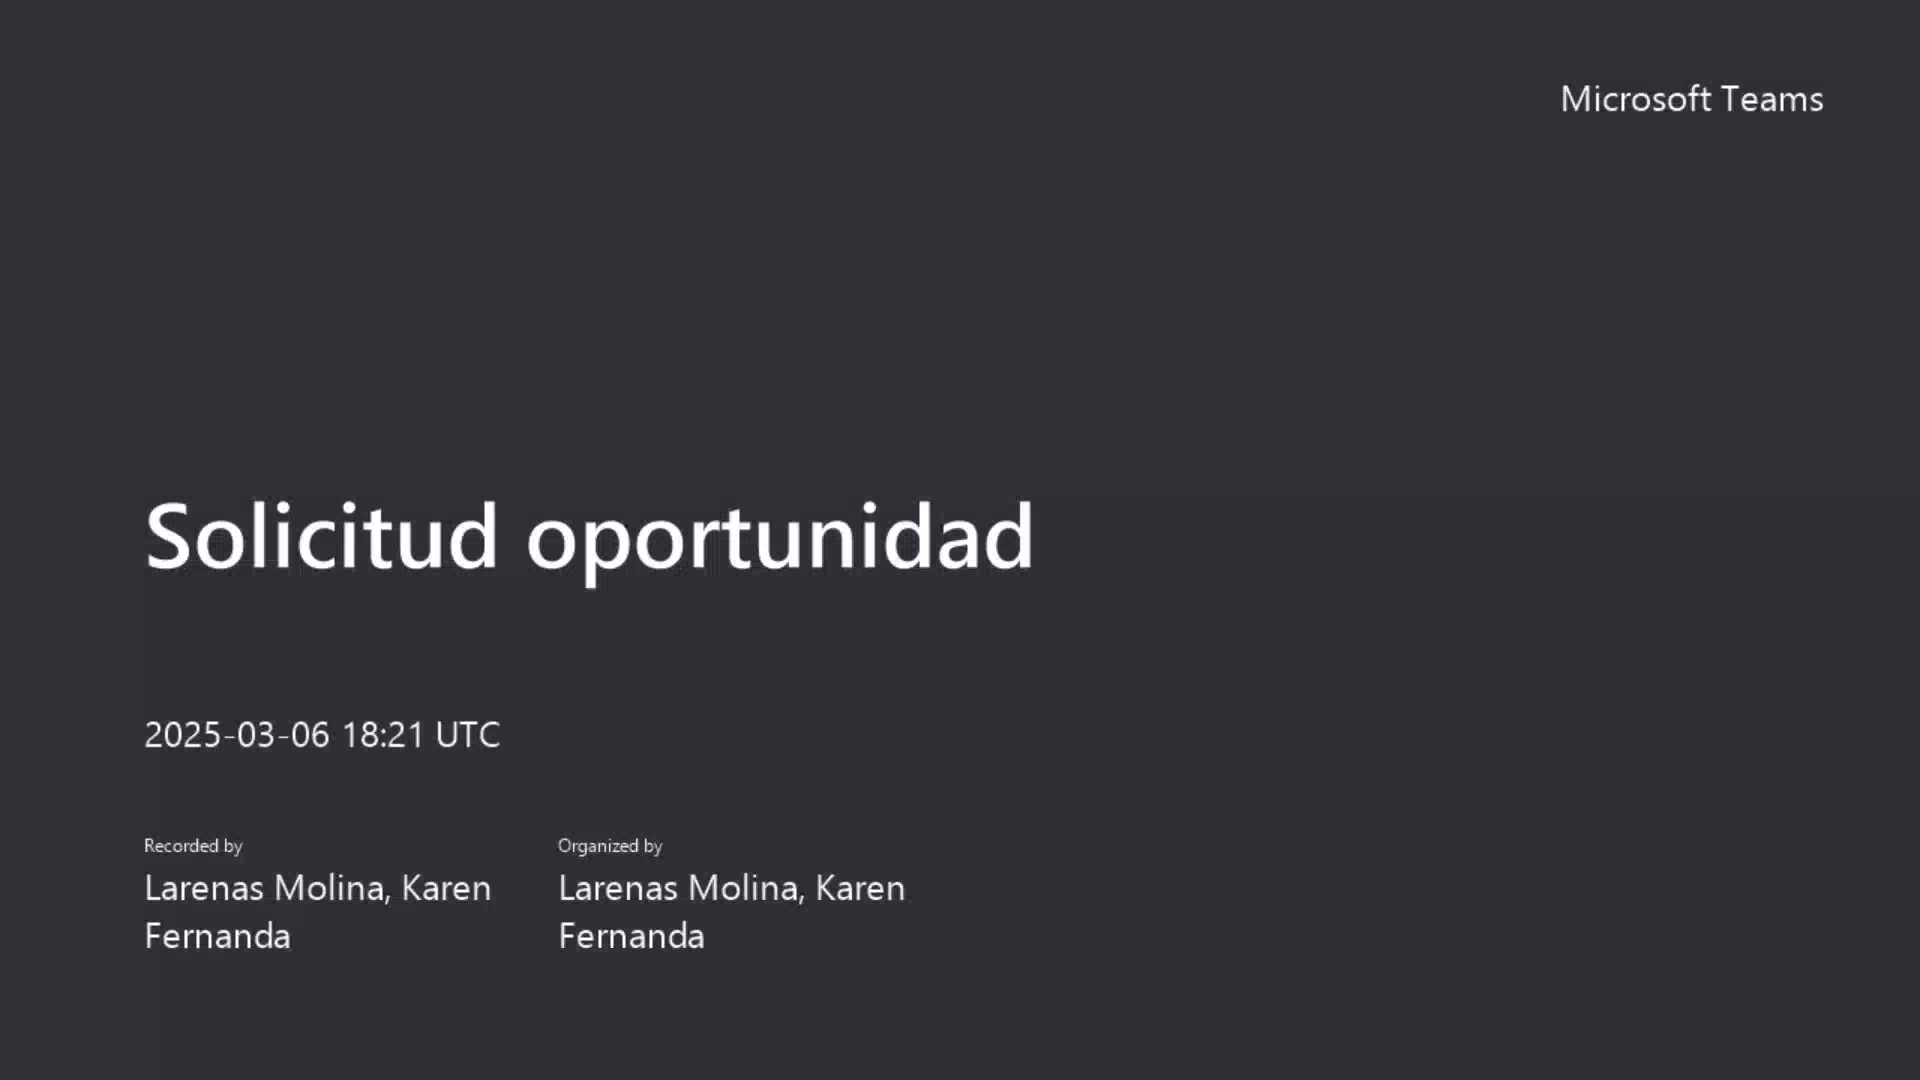 Microsoft Teams
Solicitud oportunidad
2025-03-06 18:21 UTC
Recorded by
Larenas Molina, Karen
Fernanda
Organized by
Larenas Molina, Karen
Fernanda